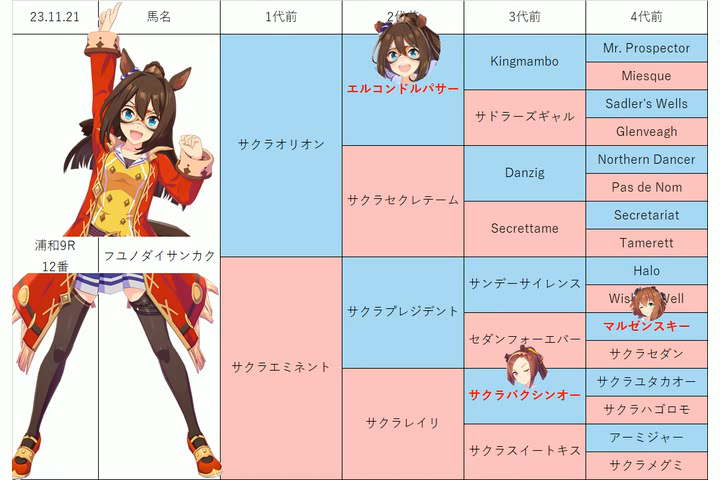 23.11.21 馬名 1代前 2代前 3代前 4代前
浦和9R
12番
フユノダイサンカク
サクラオリオン
サクラエミネント
エルコンドルパサー
サクラセクレテーム
サクラプレジデント
サクラレイリ
Kingmambo
サドラーズギャル
Danzig
Secrettame
サンデーサイレンス
セダンフォーエバー
サクラバクシンオー
サクラスイートキス
Mr. Prospector
Miesque
Sadler's Wells
Glenveagh
Northern Dancer
Pas de Nom
Secretariat
Tamerett
Halo
Well
マルゼンスキー
サクラセダン
サクラユタカオー
サクラハゴロモ
アーミジャー
サクラメグミ